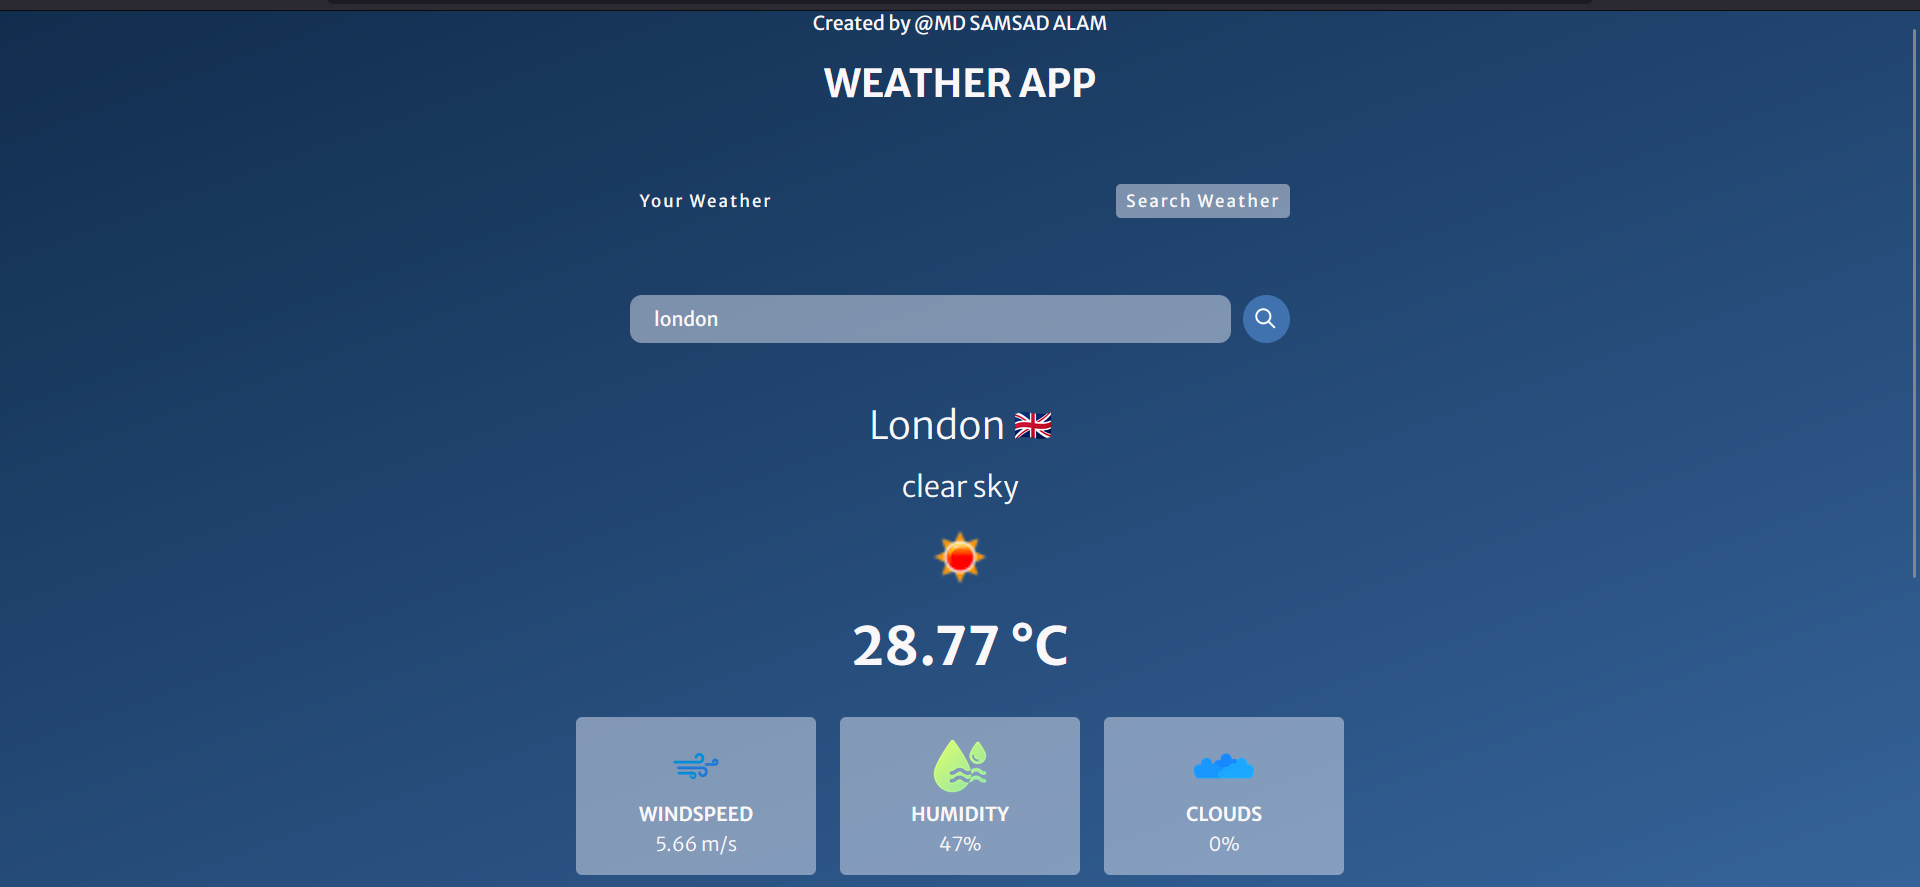 Created by @MD SAMSAD ALAM
WEATHER APP
Your Weather
Search Weather
london
London
clear sky
28.77 °C
WINDSPEED
5.66 m/s
HUMIDITY
47%
CLOUDS
0%